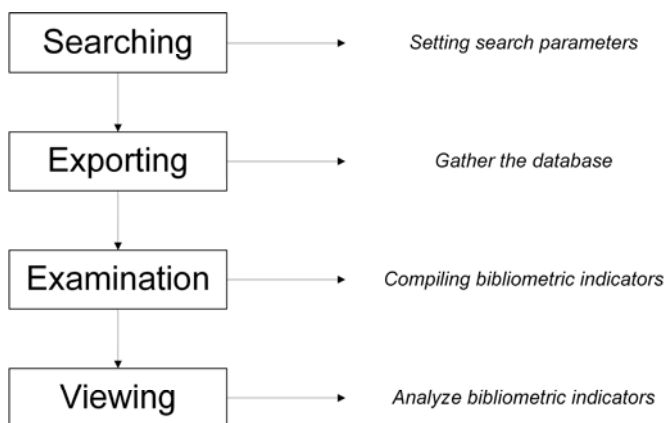 Searching
Setting search parameters
Exporting
Gather the database
Examination
Compiling bibliometric indicators
Viewing
Analyze bibliometric indicators